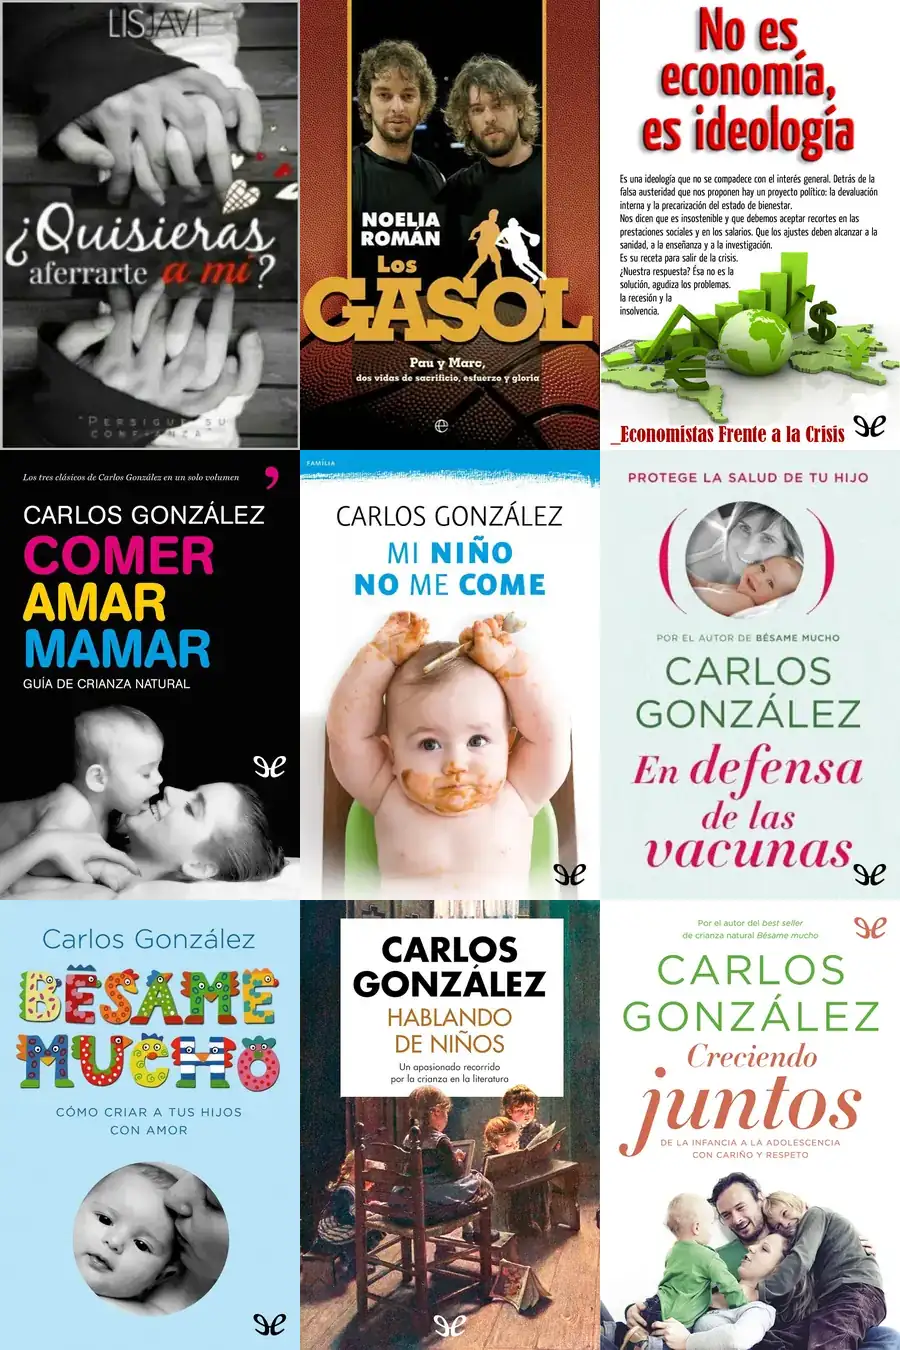 LISJAVI
¿Quisieras
aferrarte a mí?
"PERSIGUE SU
CONFIANZA
NOELIA
ROMÁN
Los
GASOL
Pau y Marc,
dos vidas de sacrificio, esfuerzo y gloria
e
No es
economía,
es ideología
Es una ideología que no se compadece con el interés general. Detrás de la
falsa austeridad que nos proponen hay un proyecto político: la devaluación
interna y la precarización del estado de bienestar.
Nos dicen que es insostenible y que debemos aceptar recortes en las
prestaciones sociales y en los salarios. Que los ajustes deben alcanzar a la
sanidad, a la enseñanza y a la investigación.
Es su receta para salir de la crisis.
¿Nuestra respuesta? Ésa no es la
solución, agudiza los problemas.
la recesión y la
insolvencia.
€ $ ¥
_Economistas Frente a la Crisis
Los tres clásicos de Carlos González en un solo volumen
CARLOS GONZÁLEZ
COMER
AMAR
MAMAR
GUÍA DE CRIANZA NATURAL
FAMILIA
CARLOS GONZÁLEZ
MI NIÑO
NO ME COME
PROTEGE LA SALUD DE TU HIJO
POR EL AUTOR DE BÉSAME MUCHO
CARLOS
GONZÁLEZ
En defensa
de las
vacunas
Carlos González
BÉSAME
MUCHO
CÓMO CRIAR A TUS HIJOS
CON AMOR
CARLOS
GONZÁLEZ
HABLANDO
DE NIÑOS
Un apasionado recorrido
por la crianza en la literatura
Por el autor del best seller
de crianza natural Bésame mucho
CARLOS
GONZÁLEZ
Creciendo
juntos
DE LA INFANCIA A LA ADOLESCENCIA
CON CARIÑO Y RESPETO